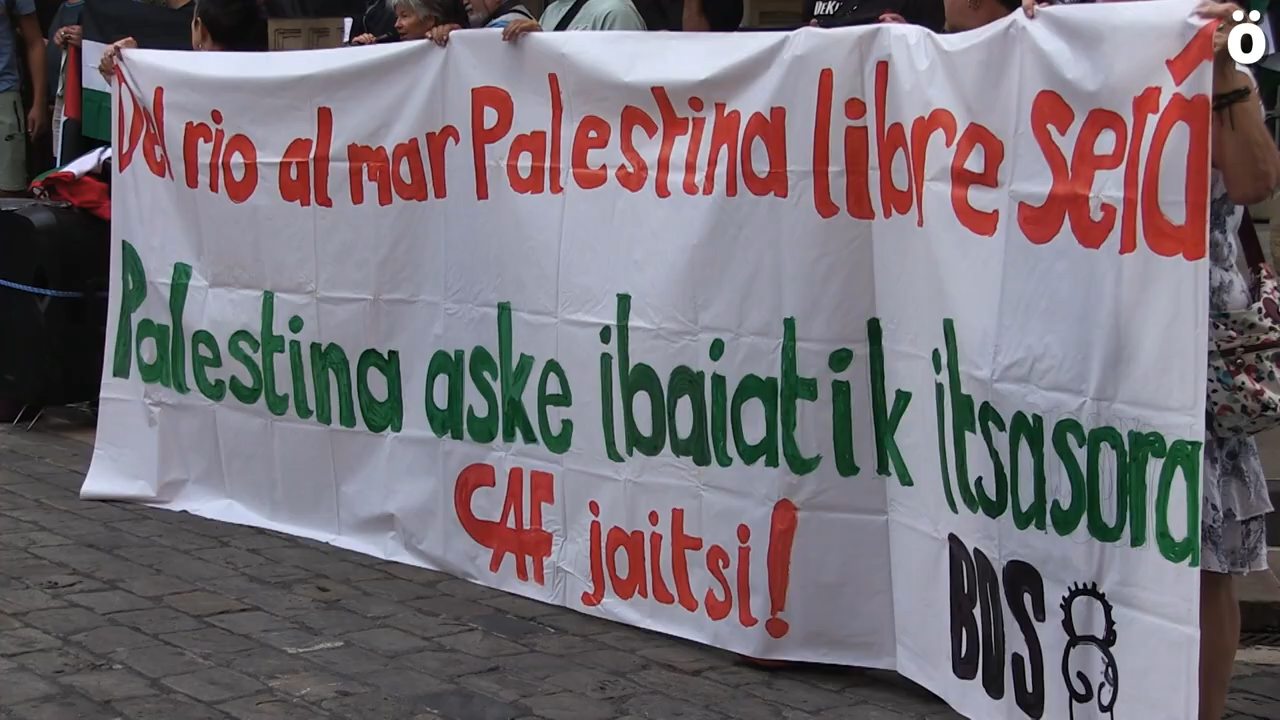 ö
Del rio al mar Palestina libre será
Palestina aske ibaiatik itsasora
CAF jaitsi!
BDS